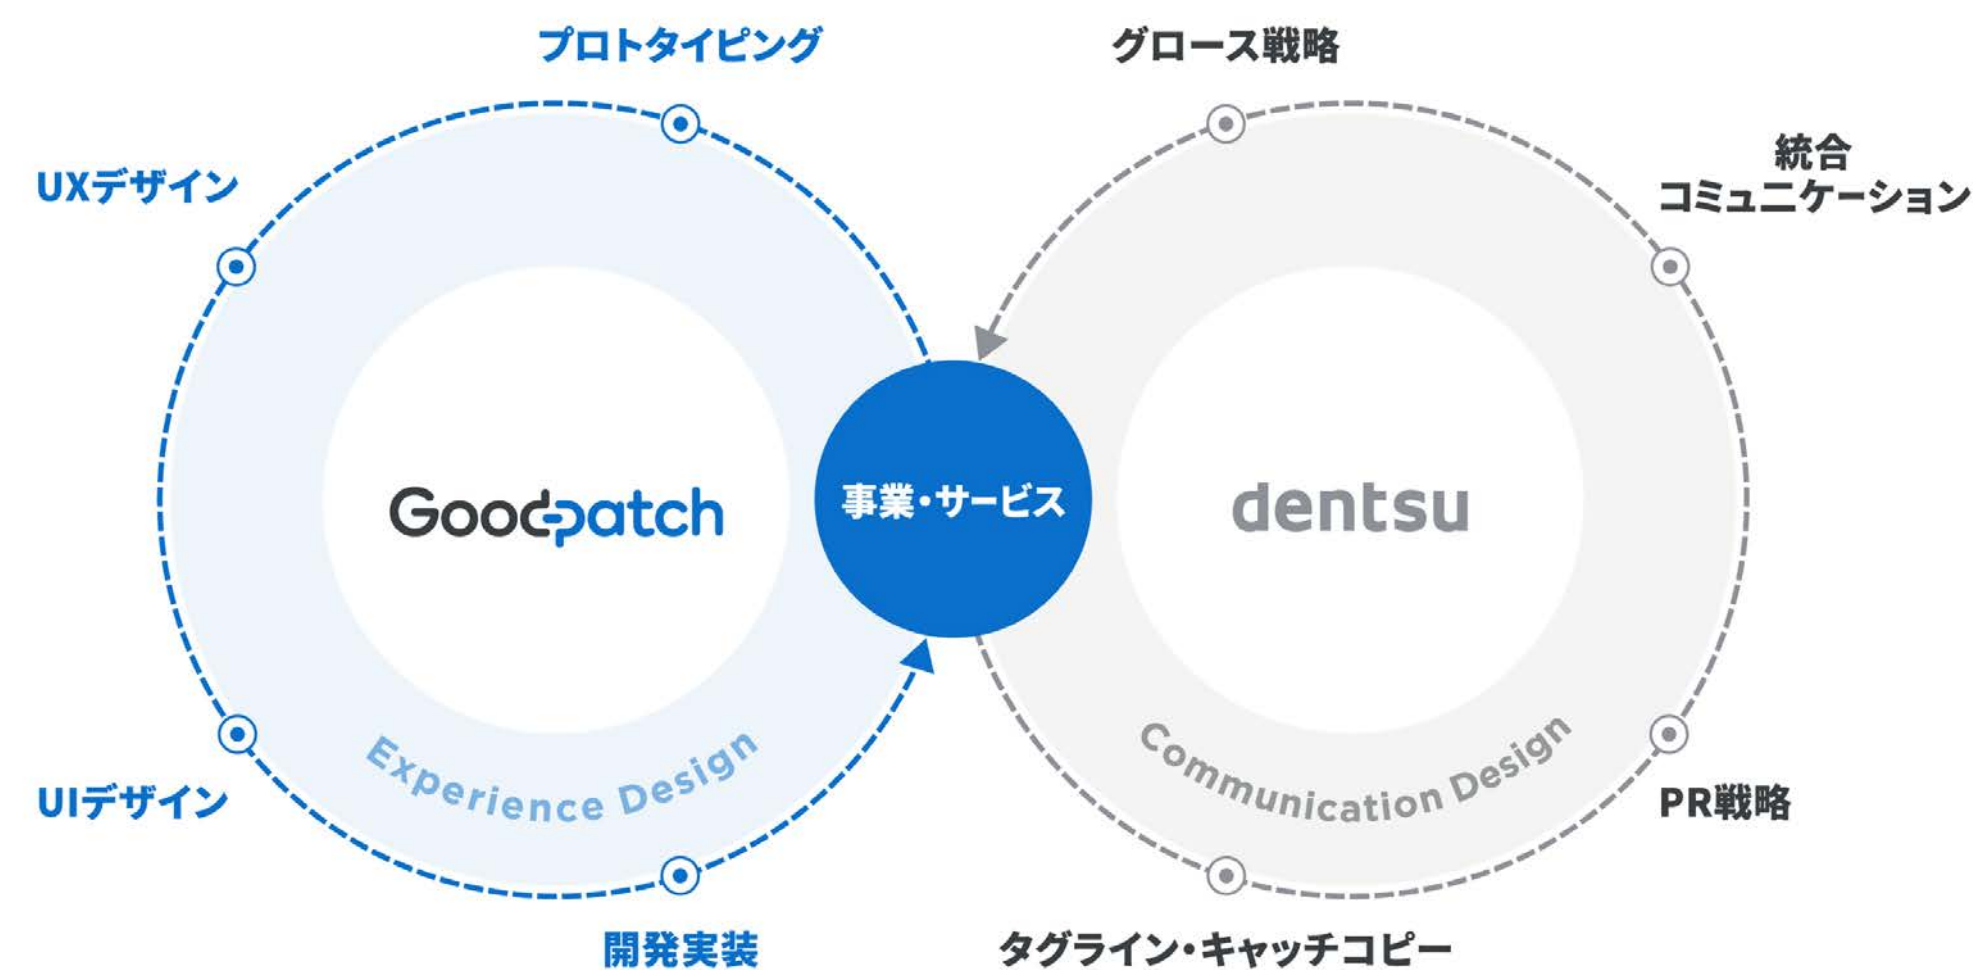 プロトタイピング
グロース戦略
統合
コミュニケーション
UXデザイン
Goodpatch
事業・サービス
dentsu
Experience Design
Communication Design
UIデザイン
PR戦略
開発実装
タグライン・キャッチコピー